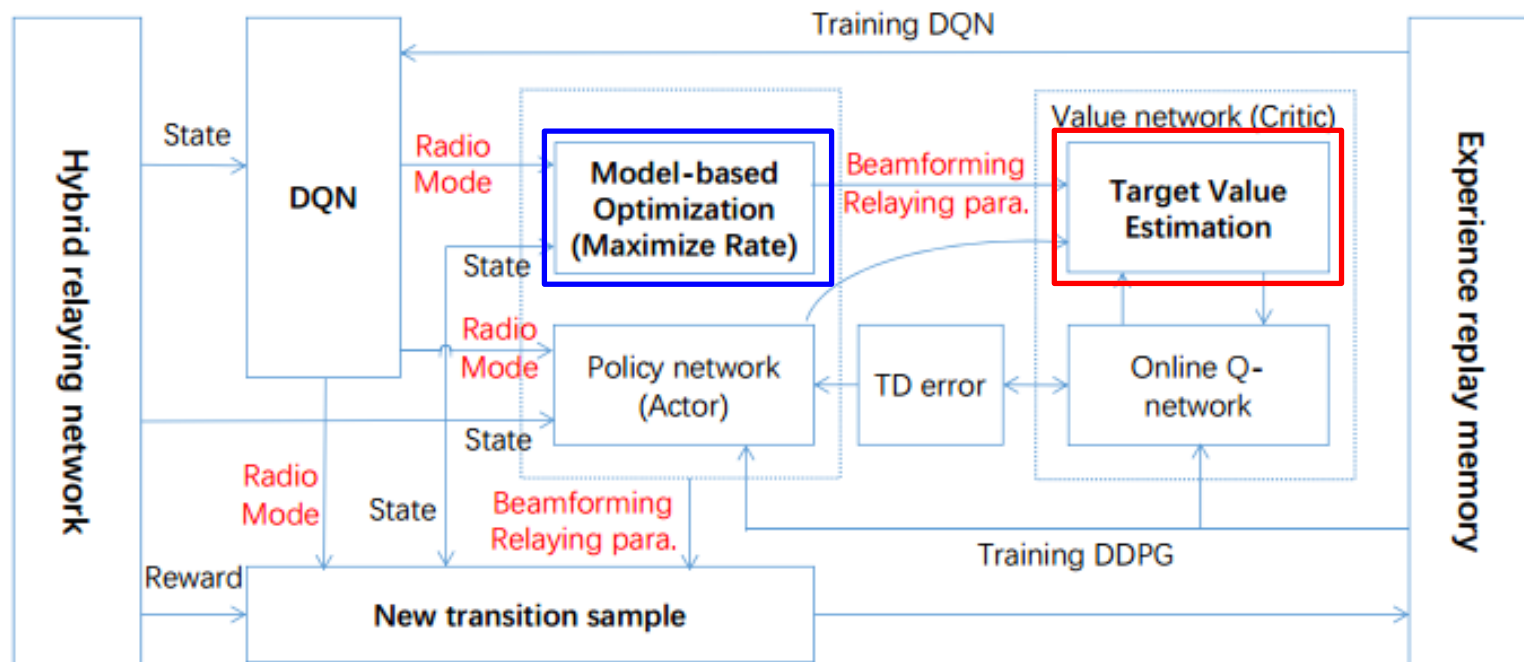 Training DQN
Hybrid relaying network
State
DQN
Radio
Mode
Model-based
Optimization
(Maximize Rate)
State
Beamforming
Relaying para.
Value network (Critic)
Target Value
Estimation
Experience replay memory
Radio
Mode
Policy network
(Actor)
State
TD error
Online Q-
network
Radio
Mode
State
Beamforming
Relaying para.
Training DDPG
Reward
New transition sample